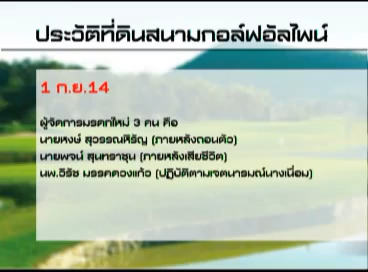 ประวัติที่ดินสนามกอล์ฟอัลไพน์
1 ก.ย.14
ผู้จัดการมรดกใหม่ 3 คน คือ
นายหงษ์ สุวรรณหิรัญ (ภายหลังถอนตัว)
นายพจน์ สุนทราชุน (ภายหลังเสียชีวิต)
นพ.วิรัช มรรคดวงแก้ว (ปฏิบัติตามเจตนารมณ์นางเนื่อม)